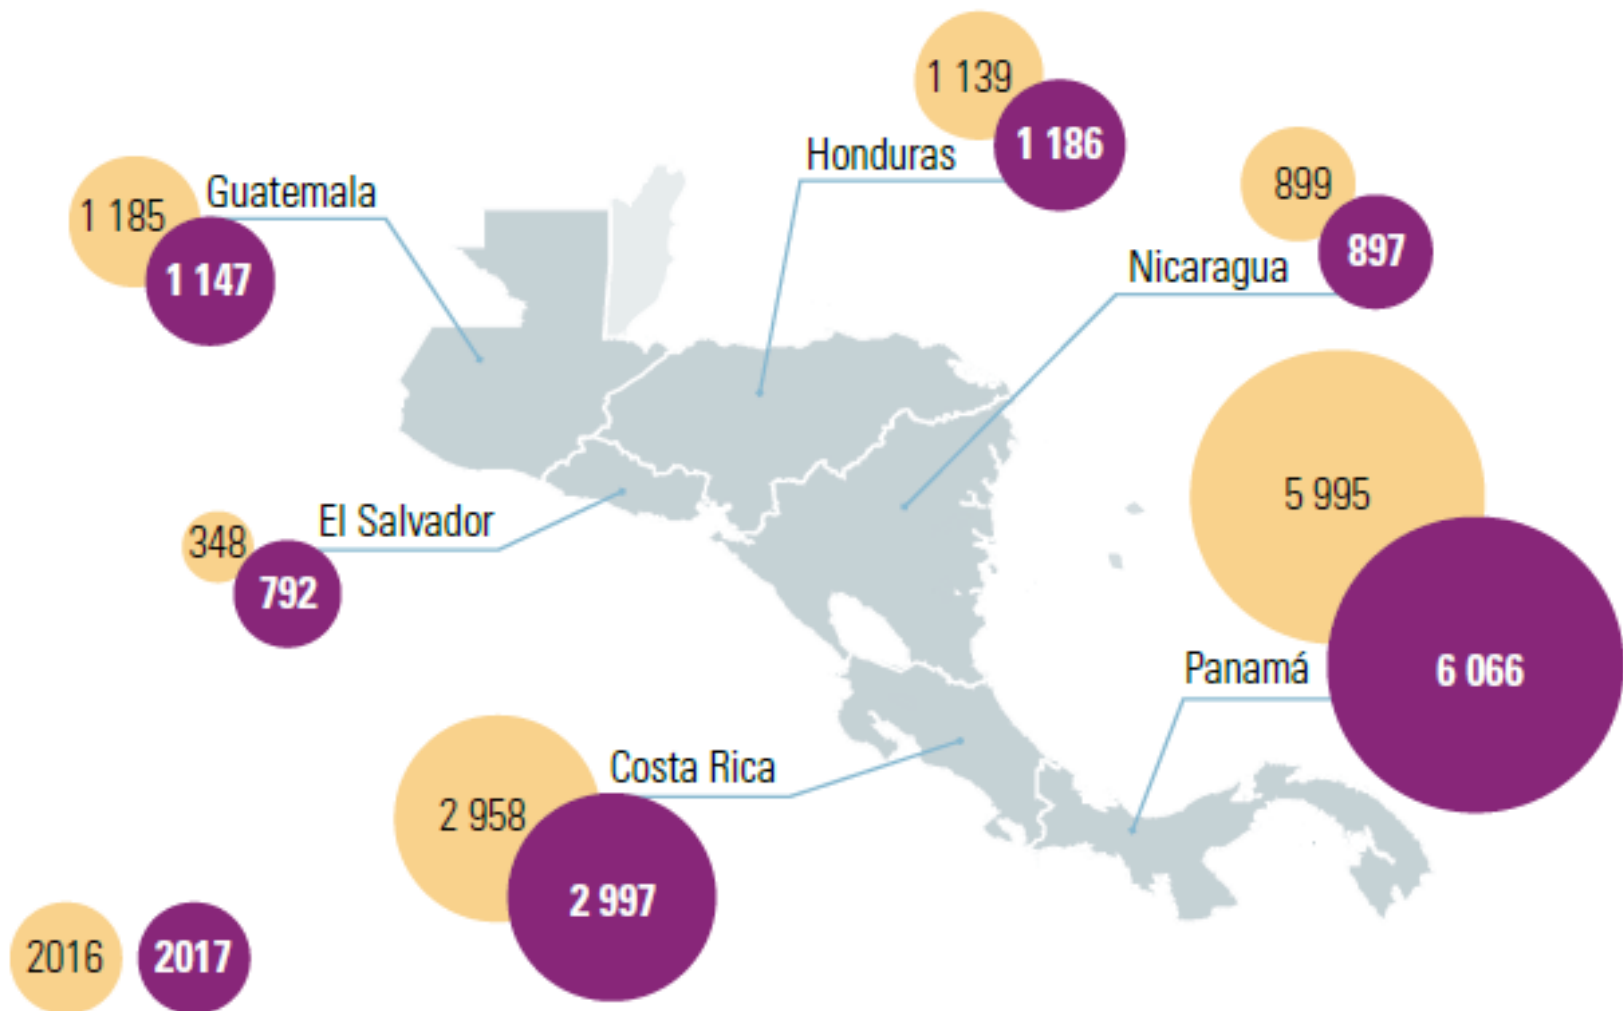 1 139
1 186
Honduras
899
897
Nicaragua
Guatemala
1 185
1 147
5 995
6 066
Panamá
El Salvador
348
792
Costa Rica
2 958
2 997
2016
2017